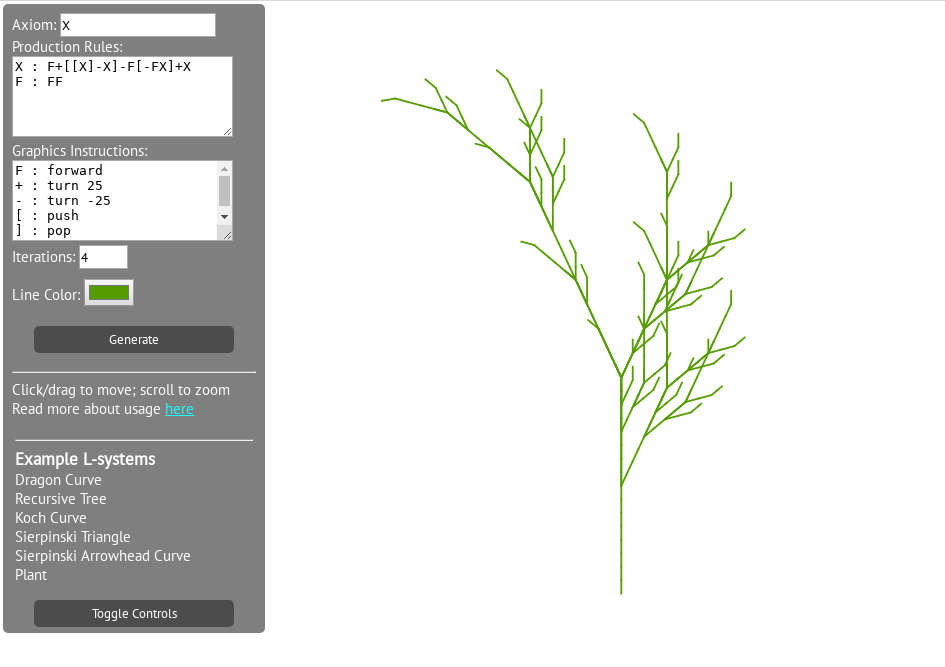 Axiom: X
Production Rules:
X : F+[[X]-X]-F[-FX]+X
F : FF
Graphics Instructions:
F : forward
+ : turn 25
- : turn -25
[ : push
] : pop
Iterations: 4
Line Color:
Generate
Click/drag to move; scroll to zoom
Read more about usage here
Example L-systems
Dragon Curve
Recursive Tree
Koch Curve
Sierpinski Triangle
Sierpinski Arrowhead Curve
Plant
Toggle Controls